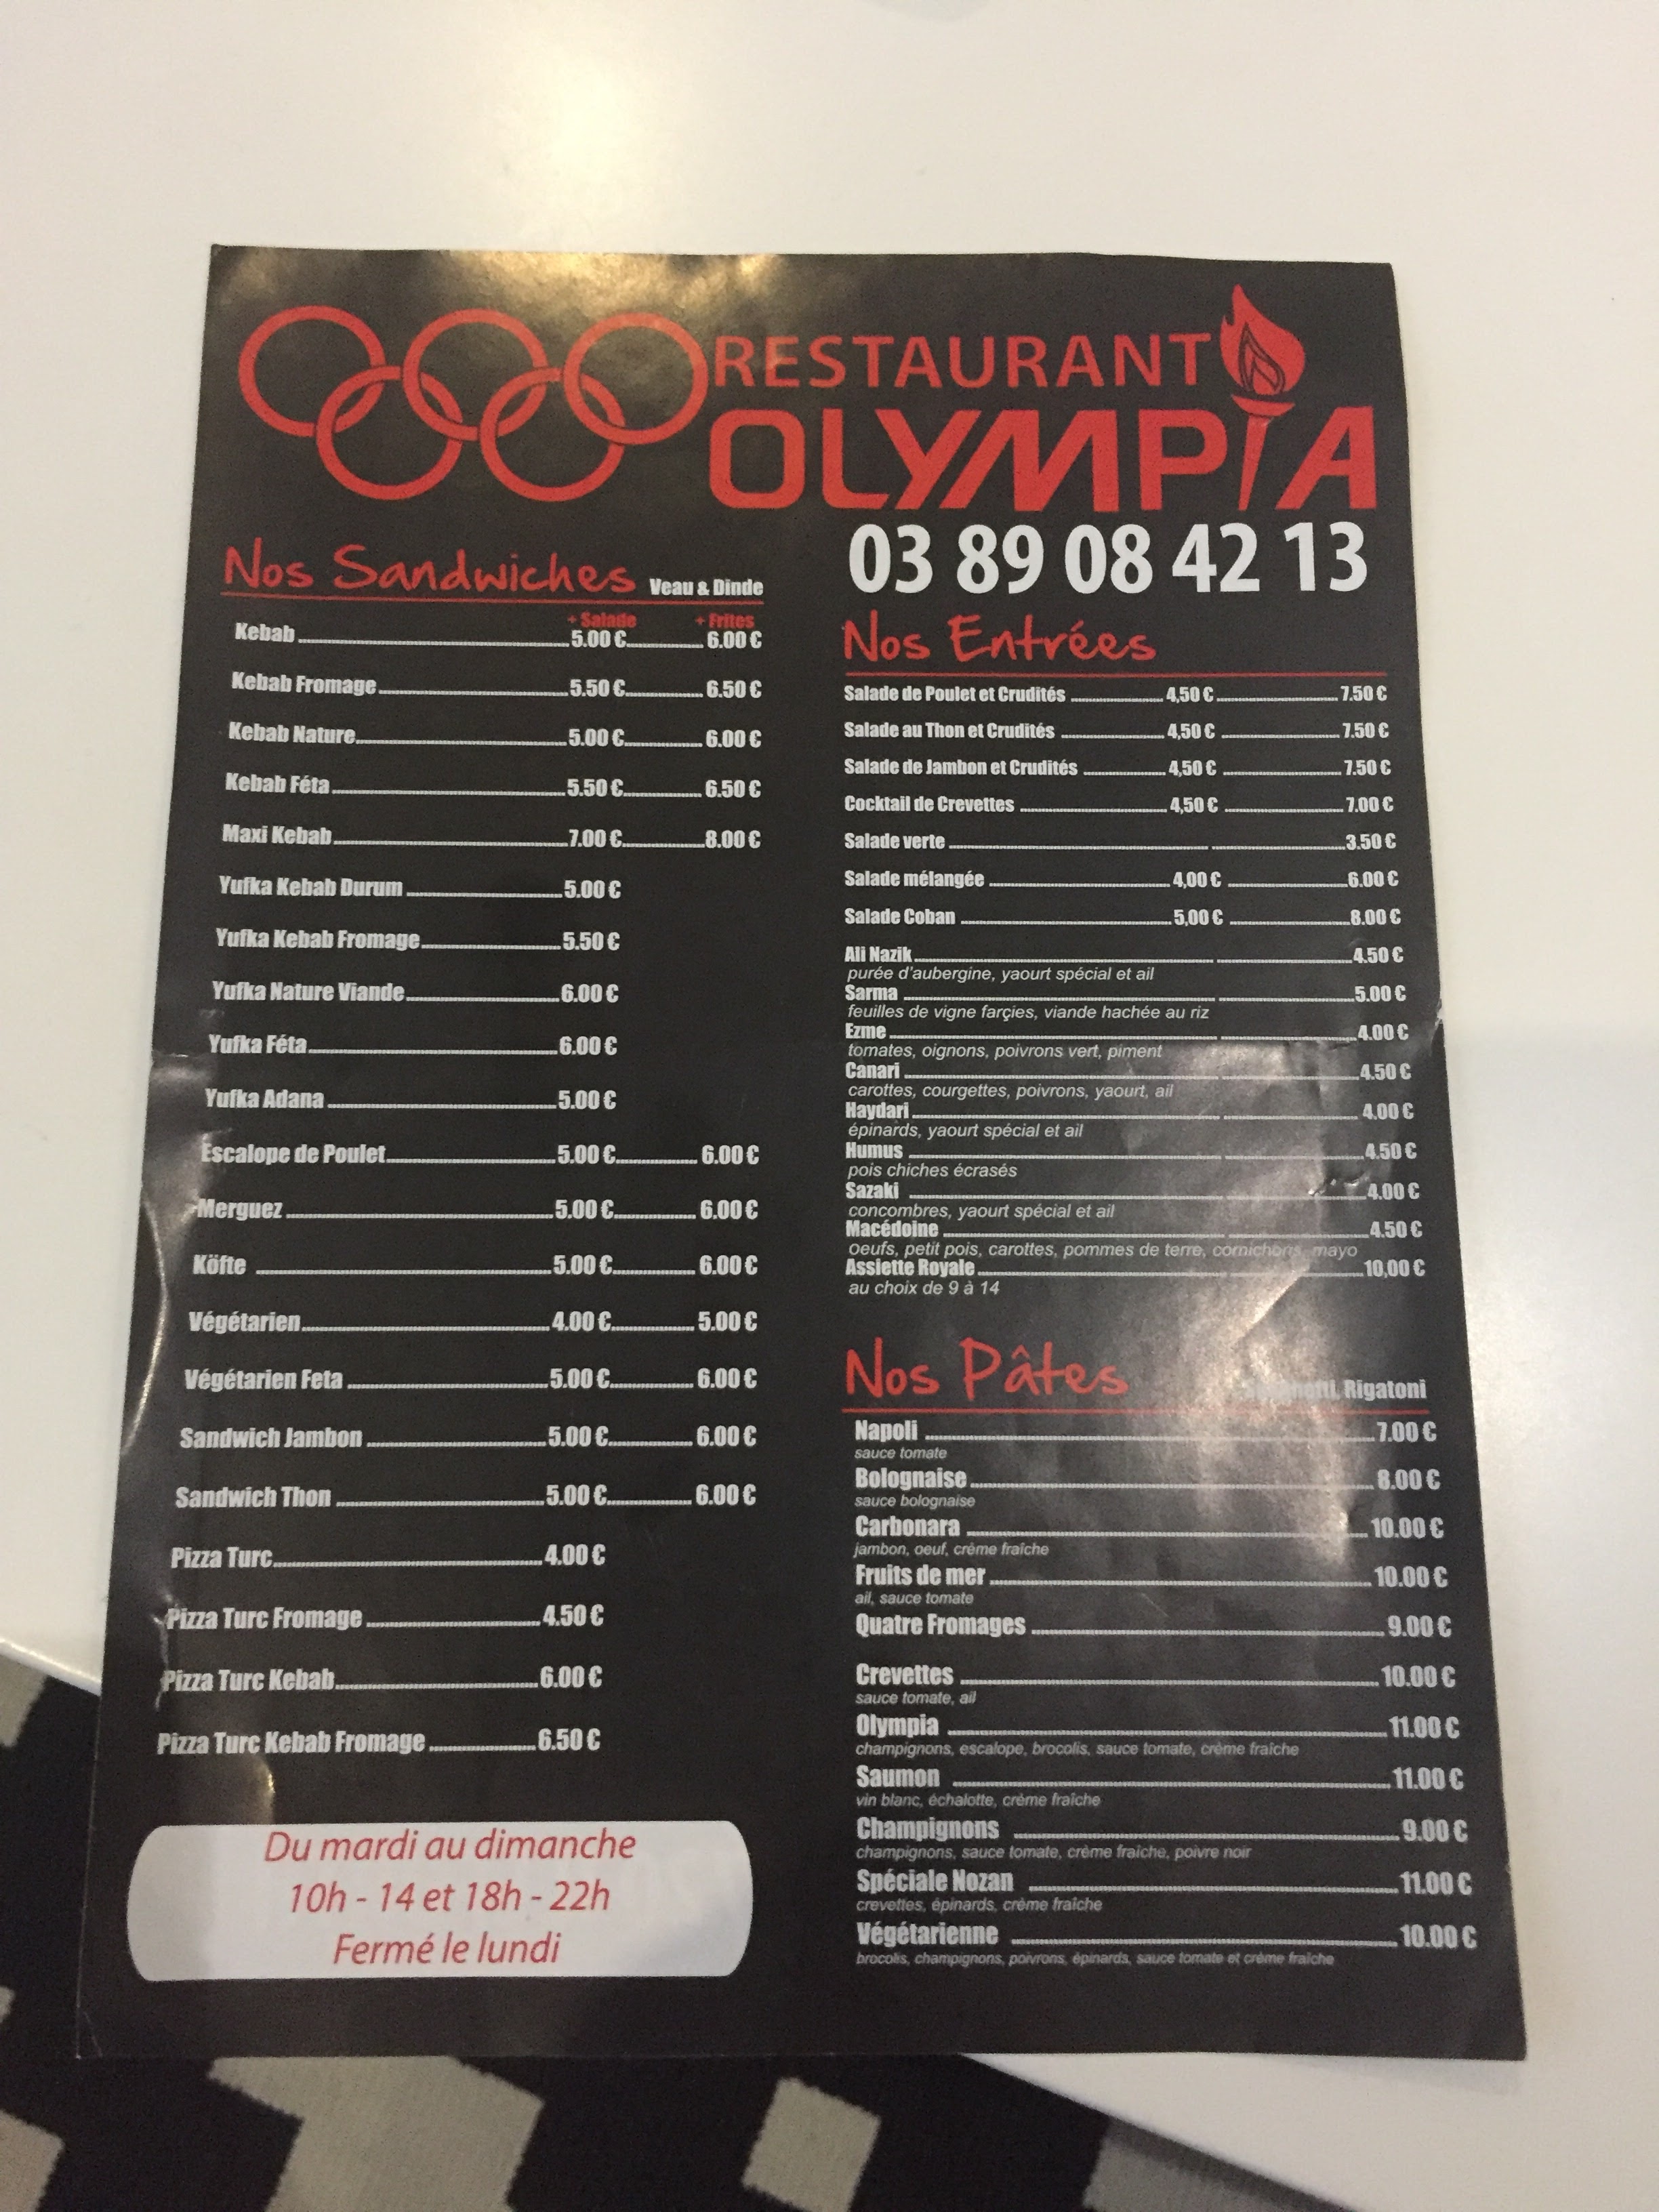 RESTAURANT
OLYMPIA
03 89 08 42 13
Nos Sandwiches Veau & Dinde
+ Salade + Frites
Kebab 5.00 € 6.00 €
Kebab Fromage 5.50 € 6.50 €
Kebab Nature 5.00 € 6.00 €
Kebab Féta 5.50 € 6.50 €
Maxi Kebab 7.00 € 8.00 €
Yufka Kebab Durum 5.00 €
Yufka Kebab Fromage 5.50 €
Yufka Nature Viande 6.00 €
Yufka Féta 6.00 €
Yufka Adana 5.00 €
Escalope de Poulet 5.00 € 6.00 €
Merguez 5.00 € 6.00 €
Köfte 5.00 € 6.00 €
Végétarien 4.00 € 5.00 €
Végétarien Feta 5.00 € 6.00 €
Sandwich Jambon 5.00 € 6.00 €
Sandwich Thon 5.00 € 6.00 €
Pizza Turc 4.00 €
Pizza Turc Fromage 4.50 €
Pizza Turc Kebab 6.00 €
Pizza Turc Kebab Fromage 6.50 €
Du mardi au dimanche
10h - 14 et 18h - 22h
Fermé le lundi
Nos Entrées
Salade de Poulet et Crudités 4,50 € 7.50 €
Salade au Thon et Crudités 4,50 € 7.50 €
Salade de Jambon et Crudités 4,50 € 7.50 €
Cocktail de Crevettes 4,50 € 7.00 €
Salade verte 3.50 €
Salade mélangée 4,00 € 6.00 €
Salade Coban 5,00 € 8.00 €
Ali Nazik 4.50 €
purée d'aubergine, yaourt spécial et ail
Sarma 5.00 €
feuilles de vigne farçies, viande hachée au riz
Ezme 4.00 €
tomates, oignons, poivrons vert, piment
Canari 4.50 €
carottes, courgettes, poivrons, yaourt, ail
Haydari 4.00 €
épinards, yaourt spécial et ail
Humus 4.50 €
pois chiches écrasés
Sazaki 4.00 €
concombres, yaourt spécial et ail
Macédoine 4.50 €
oeufs, petit pois, carottes, pommes de terre, cornichons, mayo
Assiette Royale 10,00 €
au choix de 9 à 14
Nos Pâtes Rigatoni
Napoli 7.00 €
sauce tomate
Bolognaise 8.00 €
sauce bolognaise
Carbonara 10.00 €
jambon, oeuf, crème fraîche
Fruits de mer 10.00 €
ail, sauce tomate
Quatre Fromages 9.00 €
Crevettes 10.00 €
sauce tomate, ail
Olympia 11.00 €
champignons, escalope, brocolis, sauce tomate, crème fraîche
Saumon 11.00 €
vin blanc, échalotte, crème fraîche
Champignons 9.00 €
champignons, sauce tomate, crème fraiche, poivre noir
Spéciale Nozan 11.00 €
crevettes, épinards, crème fraîche
Végétarienne 10.00 €
brocolis, champignons, poivrons, épinards, sauce tomate et crème fraîche